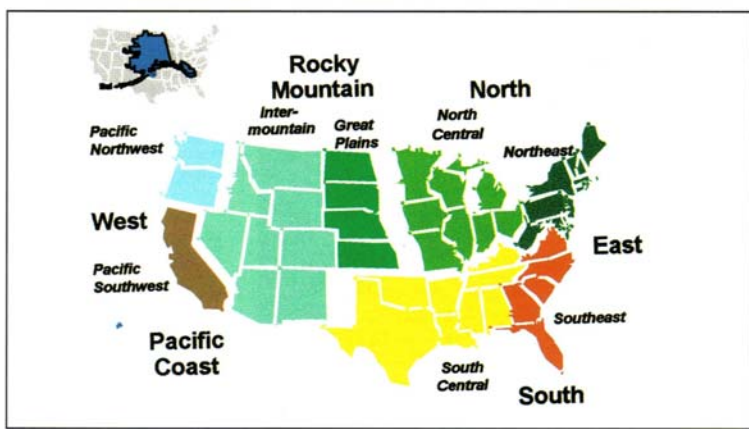 Rocky
Mountain
North
Inter-
mountain
Great
Plains
North
Central
Pacific
Northwest
Northeast
West
East
Pacific
Southwest
Southeast
Pacific
Coast
South
Central
South